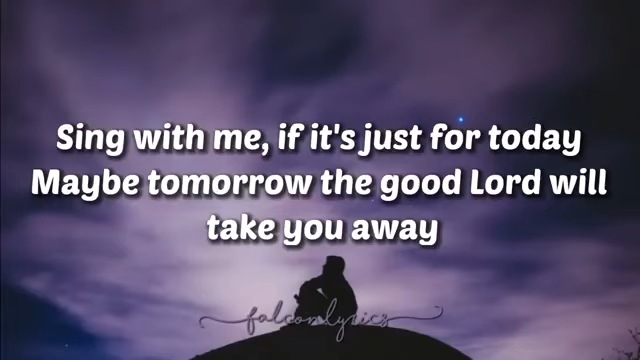 Sing with me, if it's just for today
Maybe tomorrow the good Lord will
take you away
falconlyrics